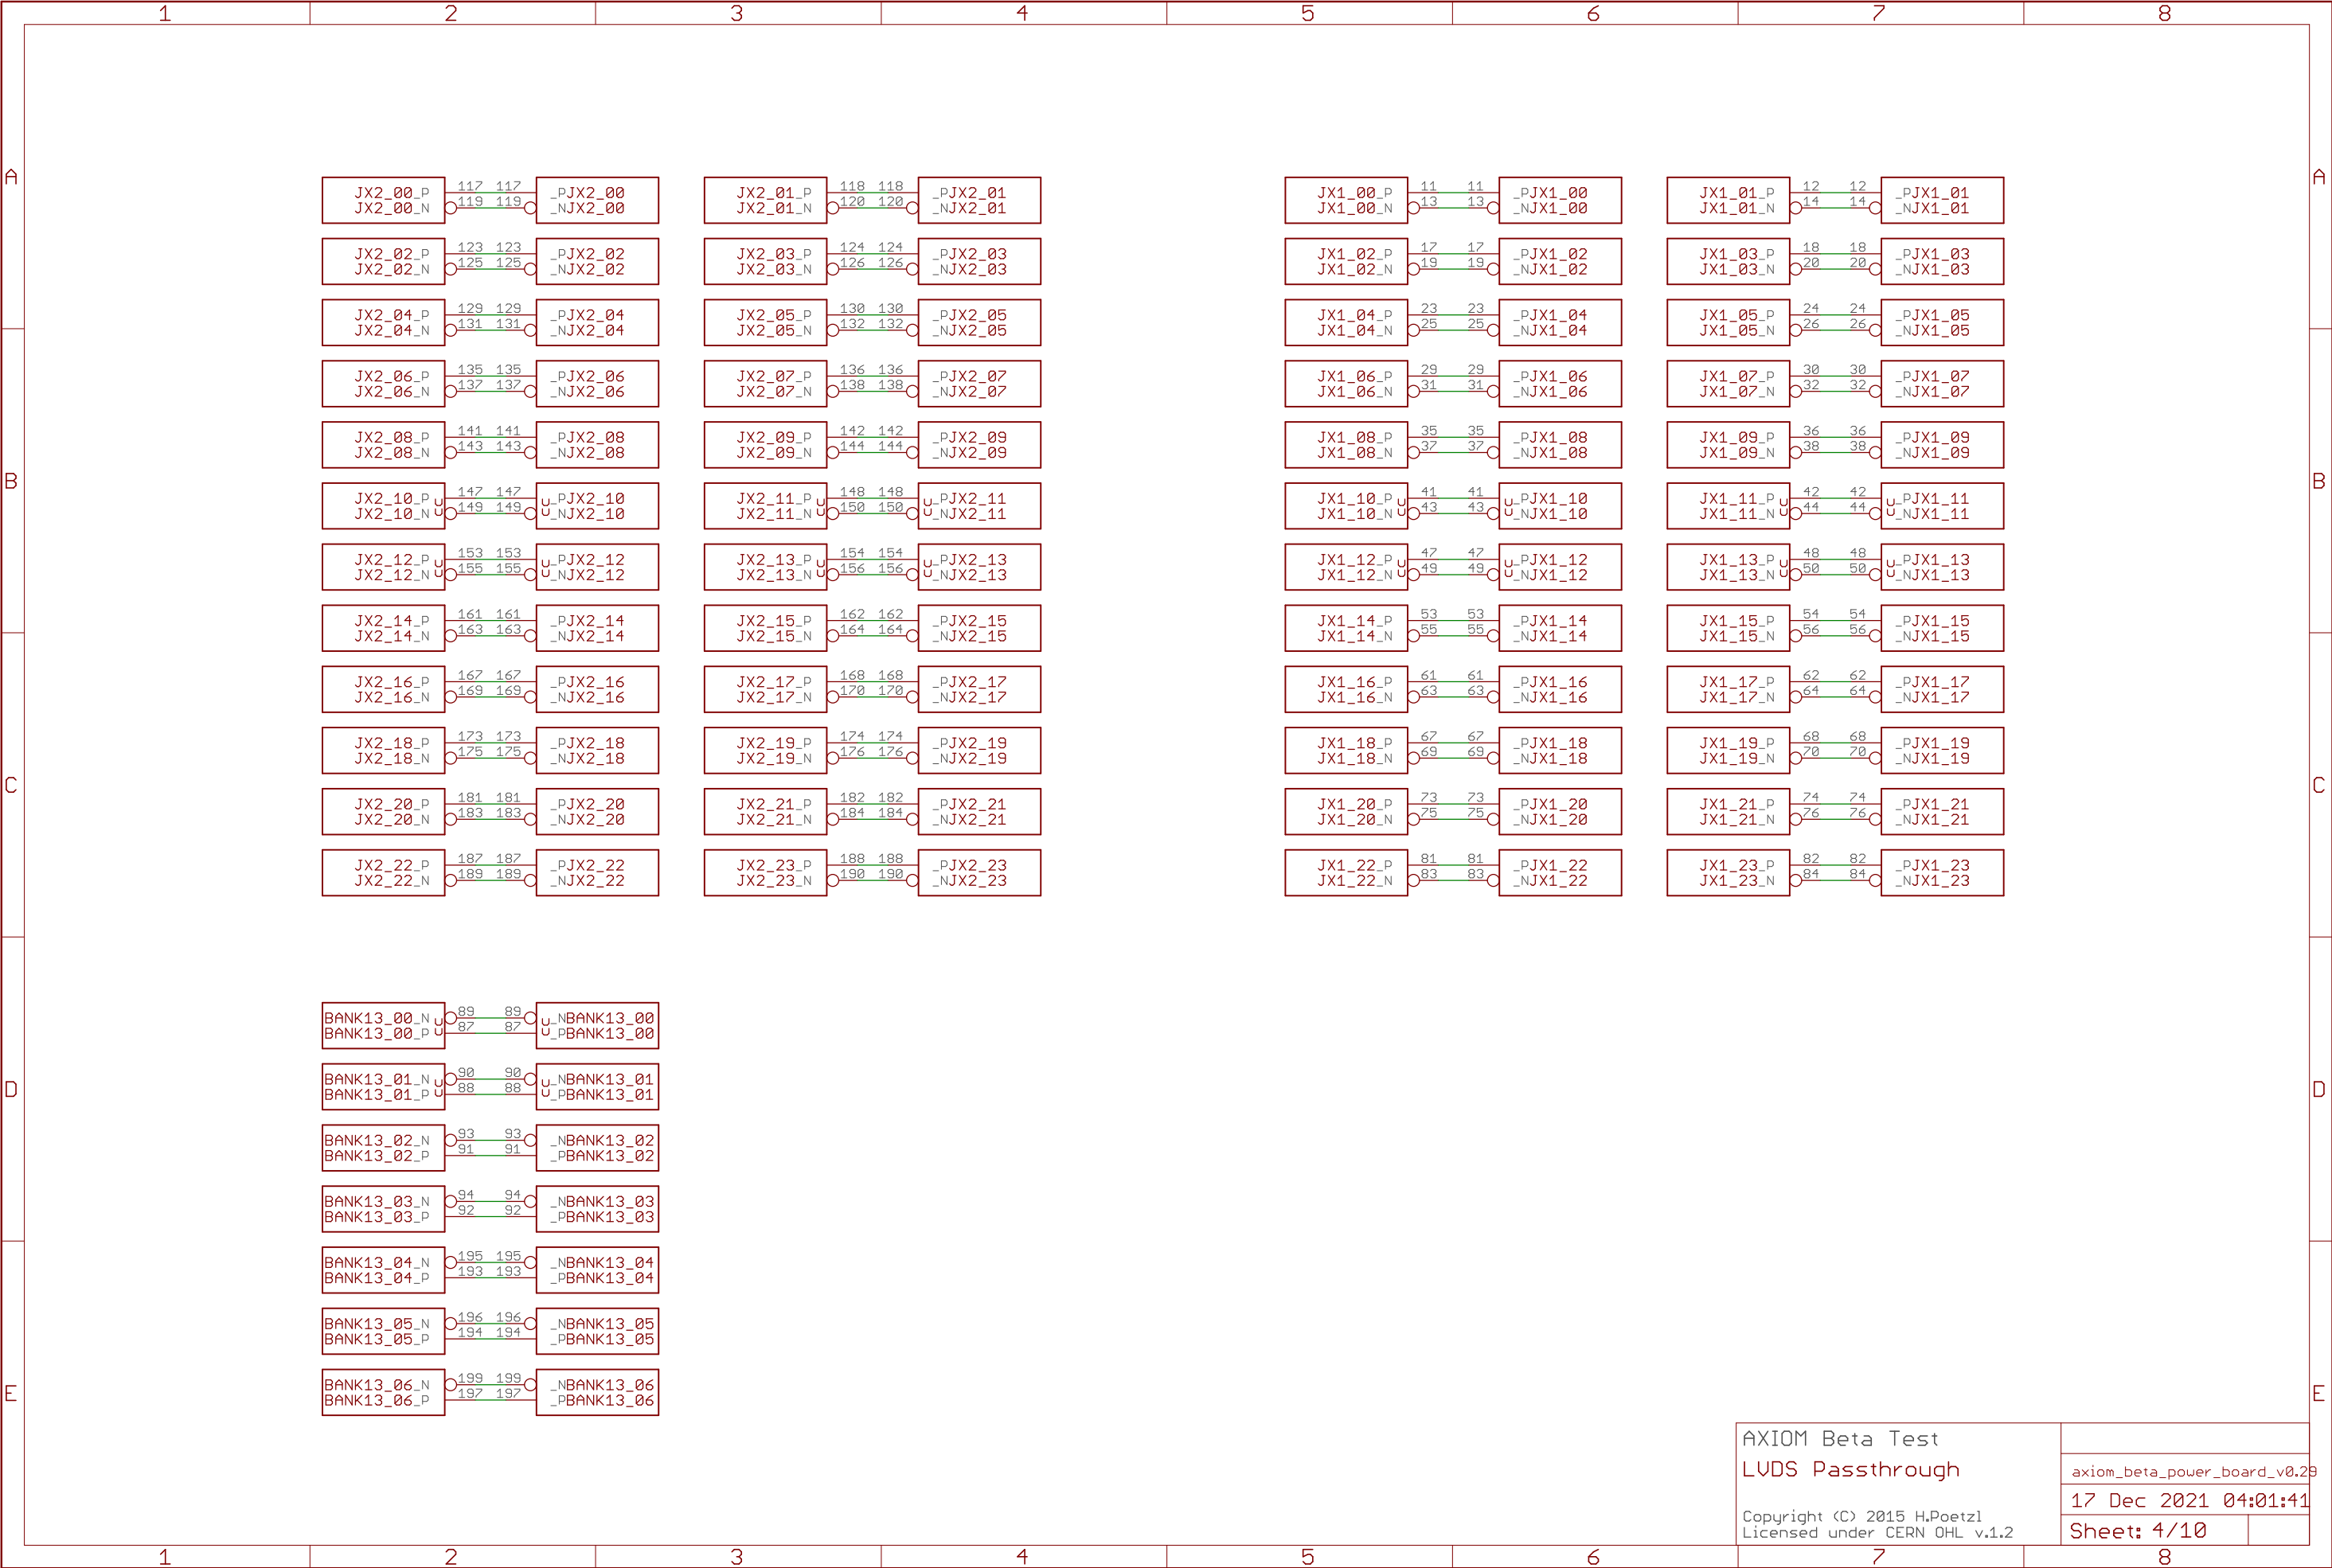 1 2 3 4 5 6 7 8
A A
JX2_00_P 117 117 _PJX2_00 JX2_01_P 118 118 _PJX2_01 JX1_00_P 11 11 _PJX1_00 JX1_01_P 12 12 _PJX1_01
JX2_00_N 119 119 _NJX2_00 JX2_01_N 120 120 _NJX2_01 JX1_00_N 13 13 _NJX1_00 JX1_01_N 14 14 _NJX1_01
JX2_02_P 123 123 _PJX2_02 JX2_03_P 124 124 _PJX2_03 JX1_02_P 17 17 _PJX1_02 JX1_03_P 18 18 _PJX1_03
JX2_02_N 125 125 _NJX2_02 JX2_03_N 126 126 _NJX2_03 JX1_02_N 19 19 _NJX1_02 JX1_03_N 20 20 _NJX1_03
JX2_04_P 129 129 _PJX2_04 JX2_05_P 130 130 _PJX2_05 JX1_04_P 23 23 _PJX1_04 JX1_05_P 24 24 _PJX1_05
JX2_04_N 131 131 _NJX2_04 JX2_05_N 132 132 _NJX2_05 JX1_04_N 25 25 _NJX1_04 JX1_05_N 26 26 _NJX1_05
JX2_06_P 135 135 _PJX2_06 JX2_07_P 136 136 _PJX2_07 JX1_06_P 29 29 _PJX1_06 JX1_07_P 30 30 _PJX1_07
JX2_06_N 137 137 _NJX2_06 JX2_07_N 138 138 _NJX2_07 JX1_06_N 31 31 _NJX1_06 JX1_07_N 32 32 _NJX1_07
JX2_08_P 141 141 _PJX2_08 JX2_09_P 142 142 _PJX2_09 JX1_08_P 35 35 _PJX1_08 JX1_09_P 36 36 _PJX1_09
JX2_08_N 143 143 _NJX2_08 JX2_09_N 144 144 _NJX2_09 JX1_08_N 37 37 _NJX1_08 JX1_09_N 38 38 _NJX1_09
B B
JX2_10_P U 147 147 U _PJX2_10 JX2_11_P U 148 148 U _PJX2_11 JX1_10_P U 41 41 U _PJX1_10 JX1_11_P U 42 42 U _PJX1_11
JX2_10_N U 149 149 U _NJX2_10 JX2_11_N U 150 150 U _NJX2_11 JX1_10_N U 43 43 U _NJX1_10 JX1_11_N U 44 44 U _NJX1_11
JX2_12_P U 153 153 U _PJX2_12 JX2_13_P U 154 154 U _PJX2_13 JX1_12_P U 47 47 U _PJX1_12 JX1_13_P U 48 48 U _PJX1_13
JX2_12_N U 155 155 U _NJX2_12 JX2_13_N U 156 156 U _NJX2_13 JX1_12_N U 49 49 U _NJX1_12 JX1_13_N U 50 50 U _NJX1_13
JX2_14_P 161 161 _PJX2_14 JX2_15_P 162 162 _PJX2_15 JX1_14_P 53 53 _PJX1_14 JX1_15_P 54 54 _PJX1_15
JX2_14_N 163 163 _NJX2_14 JX2_15_N 164 164 _NJX2_15 JX1_14_N 55 55 _NJX1_14 JX1_15_N 56 56 _NJX1_15
JX2_16_P 167 167 _PJX2_16 JX2_17_P 168 168 _PJX2_17 JX1_16_P 61 61 _PJX1_16 JX1_17_P 62 62 _PJX1_17
JX2_16_N 169 169 _NJX2_16 JX2_17_N 170 170 _NJX2_17 JX1_16_N 63 63 _NJX1_16 JX1_17_N 64 64 _NJX1_17
JX2_18_P 173 173 _PJX2_18 JX2_19_P 174 174 _PJX2_19 JX1_18_P 67 67 _PJX1_18 JX1_19_P 68 68 _PJX1_19
JX2_18_N 175 175 _NJX2_18 JX2_19_N 176 176 _NJX2_19 JX1_18_N 69 69 _NJX1_18 JX1_19_N 70 70 _NJX1_19
C C
JX2_20_P 181 181 _PJX2_20 JX2_21_P 182 182 _PJX2_21 JX1_20_P 73 73 _PJX1_20 JX1_21_P 74 74 _PJX1_21
JX2_20_N 183 183 _NJX2_20 JX2_21_N 184 184 _NJX2_21 JX1_20_N 75 75 _NJX1_20 JX1_21_N 76 76 _NJX1_21
JX2_22_P 187 187 _PJX2_22 JX2_23_P 188 188 _PJX2_23 JX1_22_P 81 81 _PJX1_22 JX1_23_P 82 82 _PJX1_23
JX2_22_N 189 189 _NJX2_22 JX2_23_N 190 190 _NJX2_23 JX1_22_N 83 83 _NJX1_22 JX1_23_N 84 84 _NJX1_23
BANK13_00_N U 89 89 U _NBANK13_00
BANK13_00_P U 87 87 U _PBANK13_00
BANK13_01_N U 90 90 U _NBANK13_01
D D
BANK13_01_P U 88 88 U _PBANK13_01
BANK13_02_N 93 93 _NBANK13_02
BANK13_02_P 91 91 _PBANK13_02
BANK13_03_N 94 94 _NBANK13_03
BANK13_03_P 92 92 _PBANK13_03
BANK13_04_N 195 195 _NBANK13_04
BANK13_04_P 193 193 _PBANK13_04
BANK13_05_N 196 196 _NBANK13_05
BANK13_05_P 194 194 _PBANK13_05
BANK13_06_N 199 199 _NBANK13_06
E E
BANK13_06_P 197 197 _PBANK13_06
AXIOM Beta Test
LVDS Passthrough
axiom_beta_power_board_v0.29
17 Dec 2021 04:01:41
Copyright (C) 2015 H.Poetzl
Licensed under CERN OHL v.1.2
Sheet: 4/10
1 2 3 4 5 6 7 8